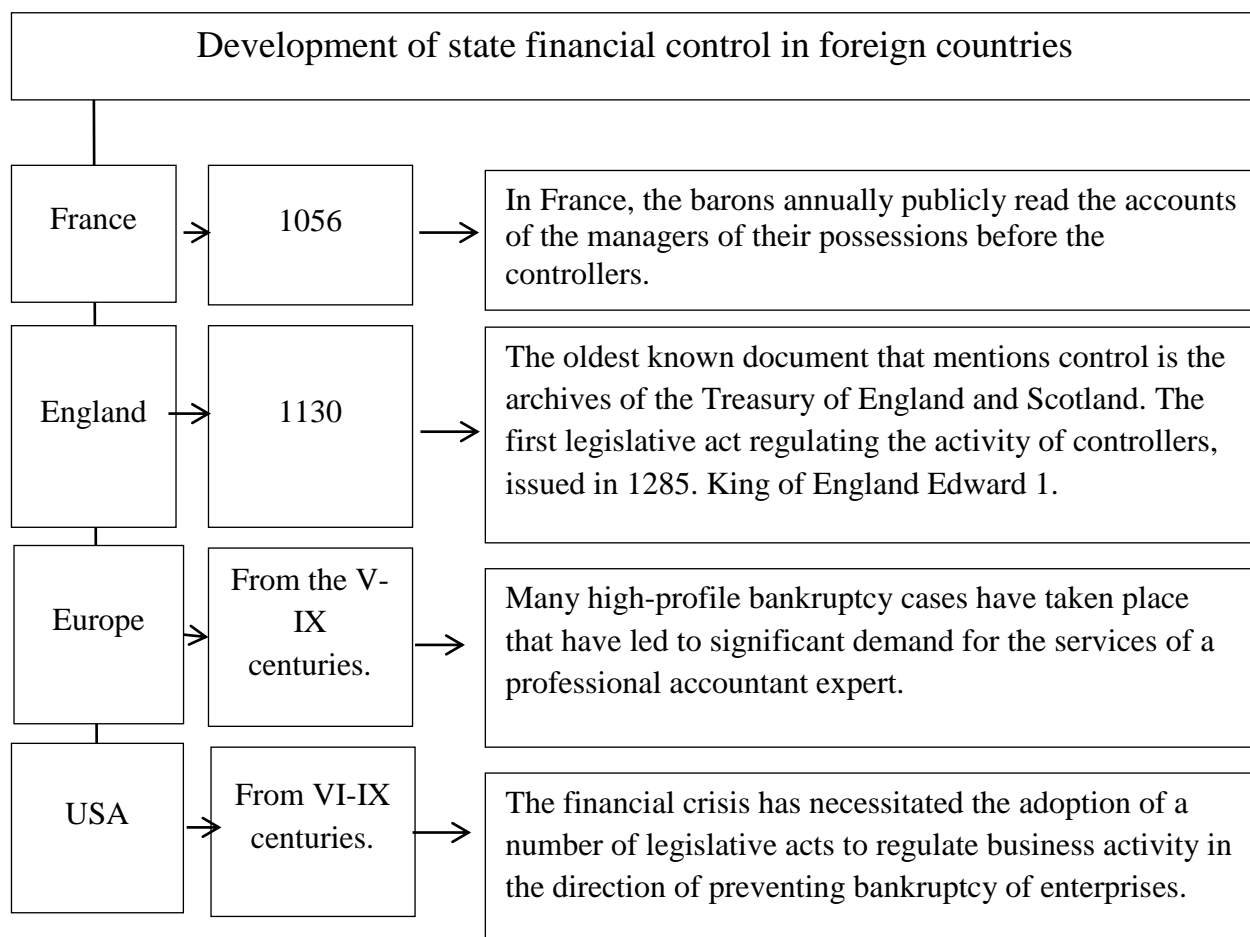 Development of state financial control in foreign countries
France
1056
In France, the barons annually publicly read the accounts
of the managers of their possessions before the
controllers.
England
1130
The oldest known document that mentions control is the
archives of the Treasury of England and Scotland. The
first legislative act regulating the activity of controllers,
issued in 1285. King of England Edward 1.
Europe
From the V-
IX
centuries.
Many high-profile bankruptcy cases have taken place
that have led to significant demand for the services of a
professional accountant expert.
USA
From VI-IX
centuries.
The financial crisis has necessitated the adoption of a
number of legislative acts to regulate business activity in
the direction of preventing bankruptcy of enterprises.